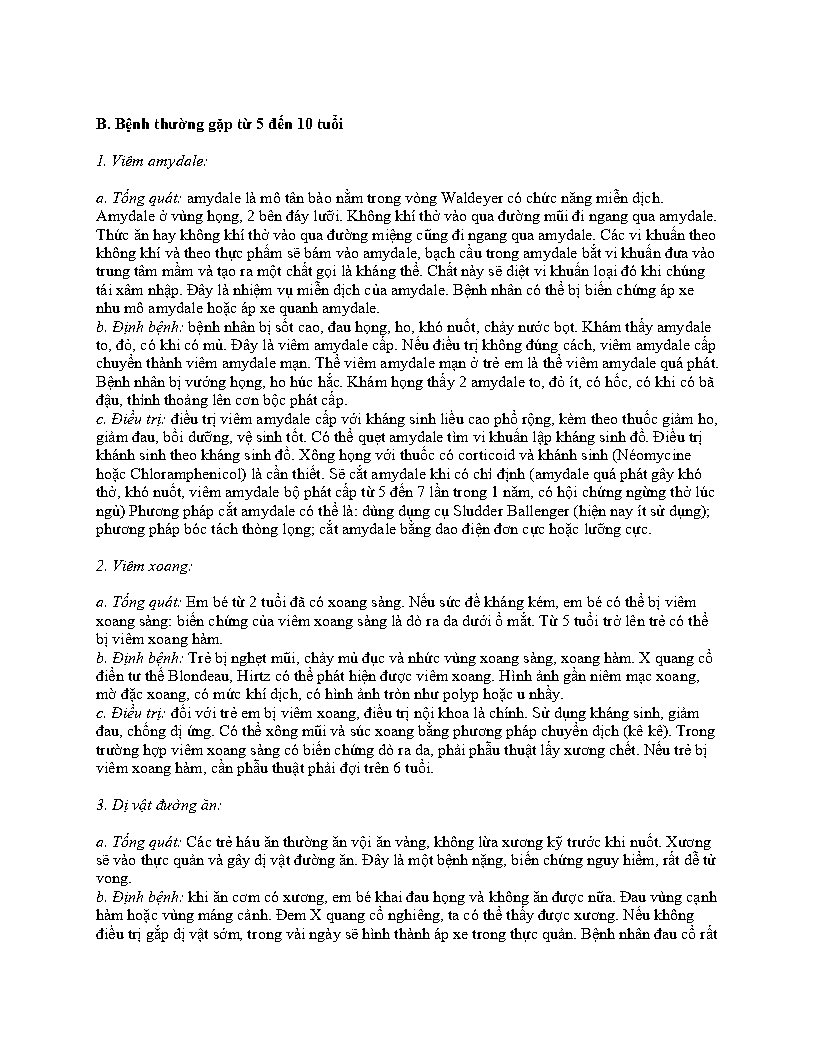 B. Bệnh thường gặp từ 5 đến 10 tuổi
1. Viêm amydale:
a. Tổng quát: amydale là mô tân bào nằm trong vòng Waldeyer có chức năng miễn dịch.
Amydale ở vùng họng, 2 bên đáy lưỡi. Không khí thở vào qua đường mũi đi ngang qua amydale.
Thức ăn hay không khí thở vào qua đường miệng cũng đi ngang qua amydale. Các vi khuẩn theo
không khí và theo thực phẩm sẽ bám vào amydale, bạch cầu trong amydale bắt vi khuẩn đưa vào
trung tâm mầm và tạo ra một chất gọi là kháng thể. Chất này sẽ diệt vi khuẩn loại đó khi chúng
tái xâm nhập. Đây là nhiệm vụ miễn dịch của amydale. Bệnh nhân có thể bị biến chứng áp xe
nhu mô amydale hoặc áp xe quanh amydale.
b. Định bệnh: bệnh nhân bị sốt cao, đau họng, ho, khó nuốt, chảy nước bọt. Khám thấy amydale
to, đỏ, có khi có mủ. Đây là viêm amydale cấp. Nếu điều trị không đúng cách, viêm amydale cấp
chuyển thành viêm amydale mạn. Thể viêm amydale mạn ở trẻ em là thể viêm amydale quá phát.
Bệnh nhân bị vướng họng, ho húc hắc. Khám họng thấy 2 amydale to, đỏ ít, có hốc, có khi có bã
đậu, thỉnh thoảng lên cơn bộc phát cấp.
c. Điều trị: điều trị viêm amydale cấp với kháng sinh liều cao phổ rộng, kèm theo thuốc giảm ho,
giảm đau, bồi dưỡng, vệ sinh tốt. Có thể quẹt amydale tìm vi khuẩn lập kháng sinh đồ. Điều trị
khánh sinh theo kháng sinh đồ. Xông họng với thuốc có corticoid và khánh sinh (Néomycine
hoặc Chloramphenicol) là cần thiết. Sẽ cắt amydale khi có chỉ định (amydale quá phát gây khó
thở, khó nuốt, viêm amydale bộ phát cấp từ 5 đến 7 lần trong 1 năm, có hội chứng ngừng thở lúc
ngủ) Phương pháp cắt amydale có thể là: dùng dụng cụ Sludder Ballenger (hiện nay ít sử dụng);
phương pháp bóc tách thòng lọng; cắt amydale bằng dao điện đơn cực hoặc lưỡng cực.
2. Viêm xoang:
a. Tổng quát: Em bé từ 2 tuổi đã có xoang sàng. Nếu sức đề kháng kém, em bé có thể bị viêm
xoang sàng: biến chứng của viêm xoang sàng là dò ra da dưới ổ mắt. Từ 5 tuổi trở lên trẻ có thể
bị viêm xoang hàm.
b. Định bệnh: Trẻ bị nghẹt mũi, chảy mủ đục và nhức vùng xoang sàng, xoang hàm. X quang cổ
điển tư thế Blondeau, Hirtz có thể phát hiện được viêm xoang. Hình ảnh gần niêm mạc xoang,
mờ đặc xoang, có mức khí dịch, có hình ảnh tròn như polyp hoặc u nhầy.
c. Điều trị: đối với trẻ em bị viêm xoang, điều trị nội khoa là chính. Sử dụng kháng sinh, giảm
đau, chống dị ứng. Có thể xông mũi và súc xoang bằng phương pháp chuyển dịch (kê kê). Trong
trường hợp viêm xoang sàng có biến chứng dò ra da, phải phẫu thuật lấy xương chết. Nếu trẻ bị
viêm xoang hàm, cần phẫu thuật phải đợi trên 6 tuổi.
3. Dị vật đường ăn:
a. Tổng quát: Các trẻ háu ăn thường ăn vội ăn vàng, không lừa xương kỹ trước khi nuốt. Xương
sẽ vào thực quản và gây dị vật đường ăn. Đây là một bệnh nặng, biến chứng nguy hiểm, rất dễ tử
vong.
b. Định bệnh: khi ăn cơm có xương, em bé khai đau họng và không ăn được nữa. Đau vùng cạnh
hàm hoặc vùng máng cảnh. Đem X quang cổ nghiêng, ta có thể thấy được xương. Nếu không
điều trị gắp dị vật sớm, trong vài ngày sẽ hình thành áp xe trong thực quản. Bệnh nhân đau cổ rất